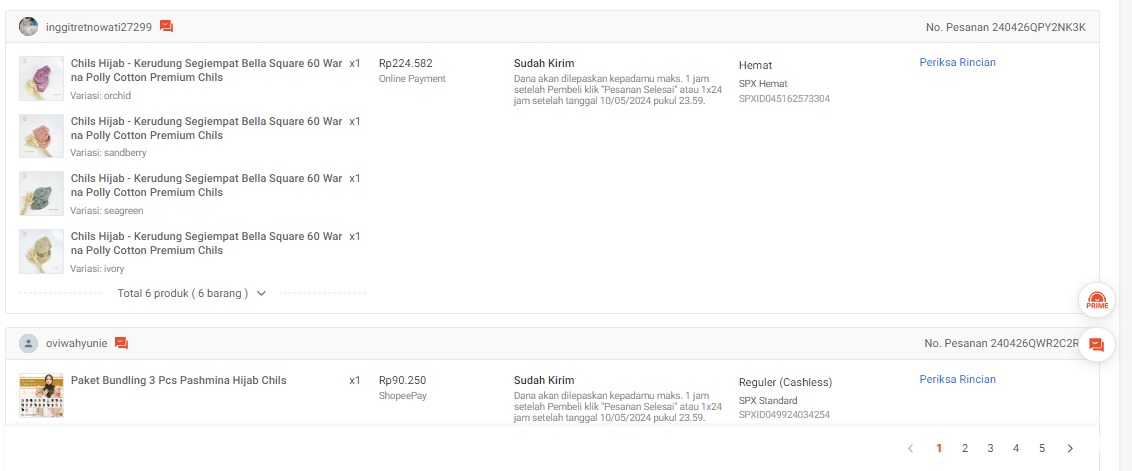 inggitretnowati27299
No. Pesanan 240426QPY2NK3K
Chils Hijab - Kerudung Segiempat Bella Square 60 War x1
na Polly Cotton Premium Chils
Variasi: orchid
Rp224.582
Online Payment
Sudah Kirim
Dana akan dilepaskan kepadamu maks. 1 jam
setelah Pembeli klik "Pesanan Selesai" atau 1x24
jam setelah tanggal 10/05/2024 pukul 23.59.
Hemat
SPX Hemat
SPXID045162573304
Periksa Rincian
Chils Hijab - Kerudung Segiempat Bella Square 60 War x1
na Polly Cotton Premium Chils
Variasi: sandberry
Chils Hijab - Kerudung Segiempat Bella Square 60 War x1
na Polly Cotton Premium Chils
Variasi: seagreen
Chils Hijab - Kerudung Segiempat Bella Square 60 War x1
na Polly Cotton Premium Chils
Variasi: ivory
Total 6 produk ( 6 barang )
PRIME
oviwahyunie
No. Pesanan 240426QWR2C2R
Paket Bundling 3 Pcs Pashmina Hijab Chils x1
Rp90.250
ShopeePay
Sudah Kirim
Dana akan dilepaskan kepadamu maks. 1 jam
setelah Pembeli klik "Pesanan Selesai" atau 1x24
jam setelah tanggal 10/05/2024 pukul 23.59.
Reguler (Cashless)
SPX Standard
SPXID049924034254
Periksa Rincian
1 2 3 4 5